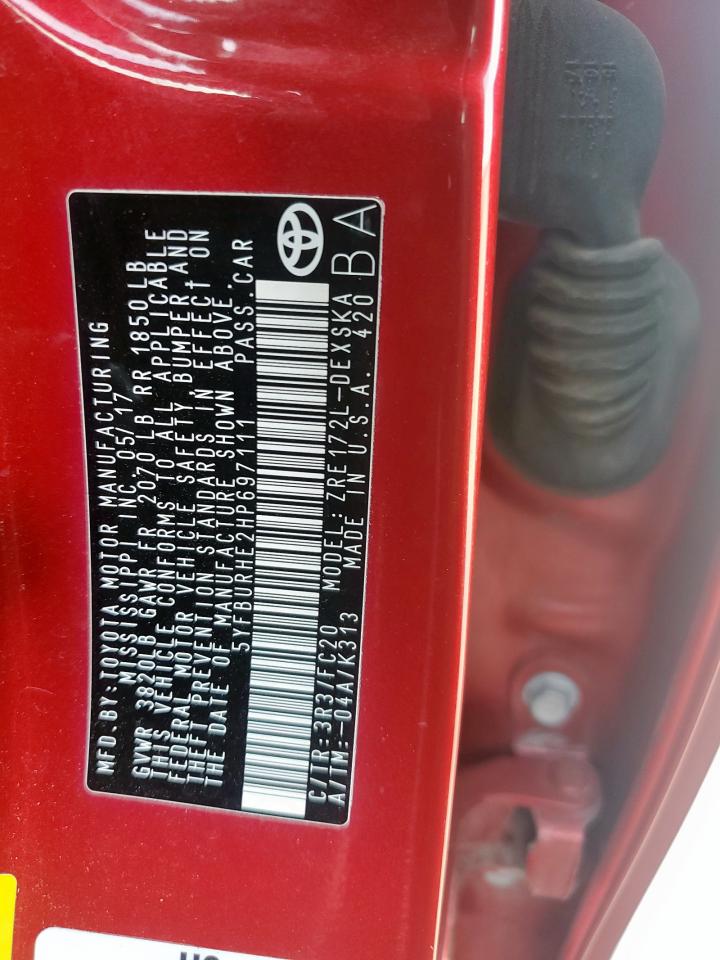 MFD.BY:TOYOTA MOTOR MANUFACTURING
MISSISSIPPI INC. 05/17
GVWR 3820LB GAWR FR 2070 LB RR 1850 LB
THIS VEHICLE CONFORMS TO ALL APPLICABLE
FEDERAL MOTOR VEHICLE SAFETY, BUMPER, AND
THEFT PREVENTION STANDARDS IN EFFECT ON
THE DATE OF MANUFACTURE SHOWN ABOVE.
5YFBURHE2HP697111 PASS.CAR
C/TR:3R3/FC20 MODEL:ZRE172L-DEXSKA
A/TM:-04A/K313 MADE IN U.S.A. 420 BA